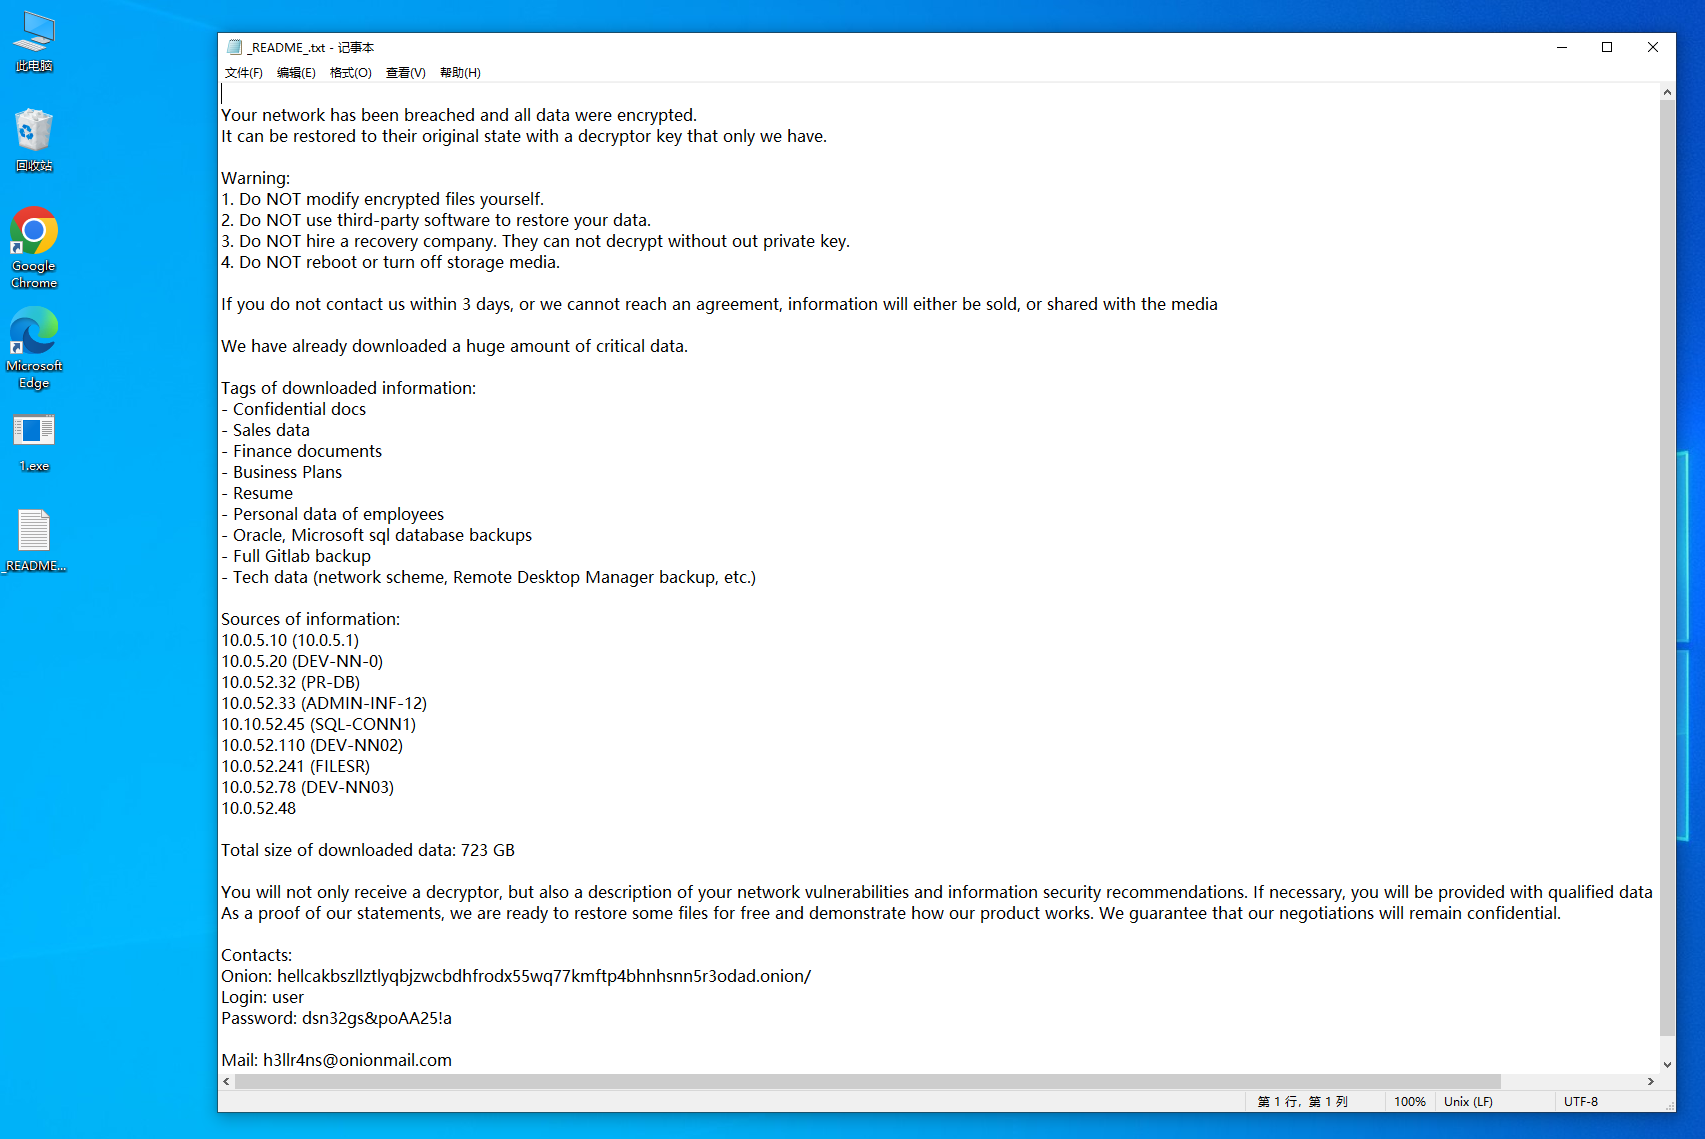 此电脑
回收站
Google
Chrome
Microsoft
Edge
1.exe
_README...
_README_.txt - 记事本
文件(F) 编辑(E) 格式(O) 查看(V) 帮助(H)
Your network has been breached and all data were encrypted.
It can be restored to their original state with a decryptor key that only we have.
Warning:
1. Do NOT modify encrypted files yourself.
2. Do NOT use third-party software to restore your data.
3. Do NOT hire a recovery company. They can not decrypt without out private key.
4. Do NOT reboot or turn off storage media.
If you do not contact us within 3 days, or we cannot reach an agreement, information will either be sold, or shared with the media
We have already downloaded a huge amount of critical data.
Tags of downloaded information:
- Confidential docs
- Sales data
- Finance documents
- Business Plans
- Resume
- Personal data of employees
- Oracle, Microsoft sql database backups
- Full Gitlab backup
- Tech data (network scheme, Remote Desktop Manager backup, etc.)
Sources of information:
10.0.5.10 (10.0.5.1)
10.0.5.20 (DEV-NN-0)
10.0.52.32 (PR-DB)
10.0.52.33 (ADMIN-INF-12)
10.10.52.45 (SQL-CONN1)
10.0.52.110 (DEV-NN02)
10.0.52.241 (FILESR)
10.0.52.78 (DEV-NN03)
10.0.52.48
Total size of downloaded data: 723 GB
You will not only receive a decryptor, but also a description of your network vulnerabilities and information security recommendations. If necessary, you will be provided with qualified data
As a proof of our statements, we are ready to restore some files for free and demonstrate how our product works. We guarantee that our negotiations will remain confidential.
Contacts:
Onion: hellcakbszllztlyqbjzwcbdhfrodx55wq77kmftp4bhnhsnn5r3odad.onion/
Login: user
Password: dsn32gs&poAA25!a
Mail: h3llr4ns@onionmail.com
第 1 行，第 1 列 100% Unix (LF) UTF-8